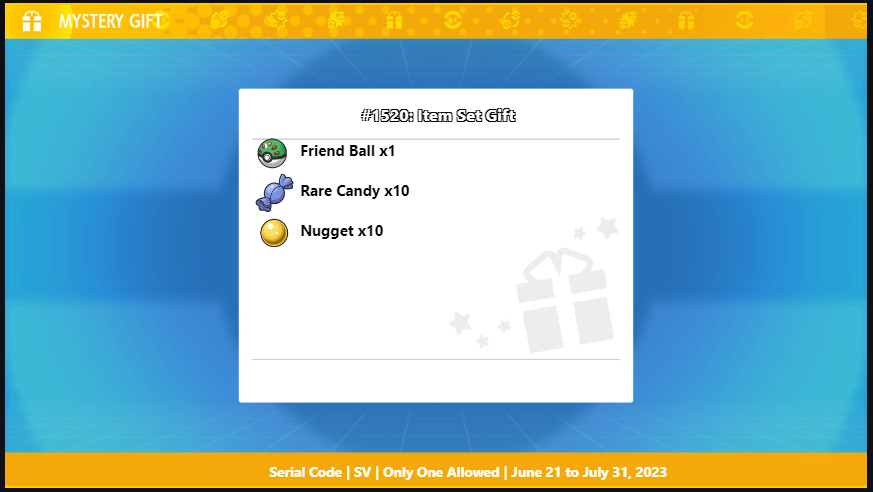 MYSTERY GIFT
#1520: Item Set Gift
Friend Ball x1
Rare Candy x10
Nugget x10
Serial Code | SV | Only One Allowed | June 21 to July 31, 2023